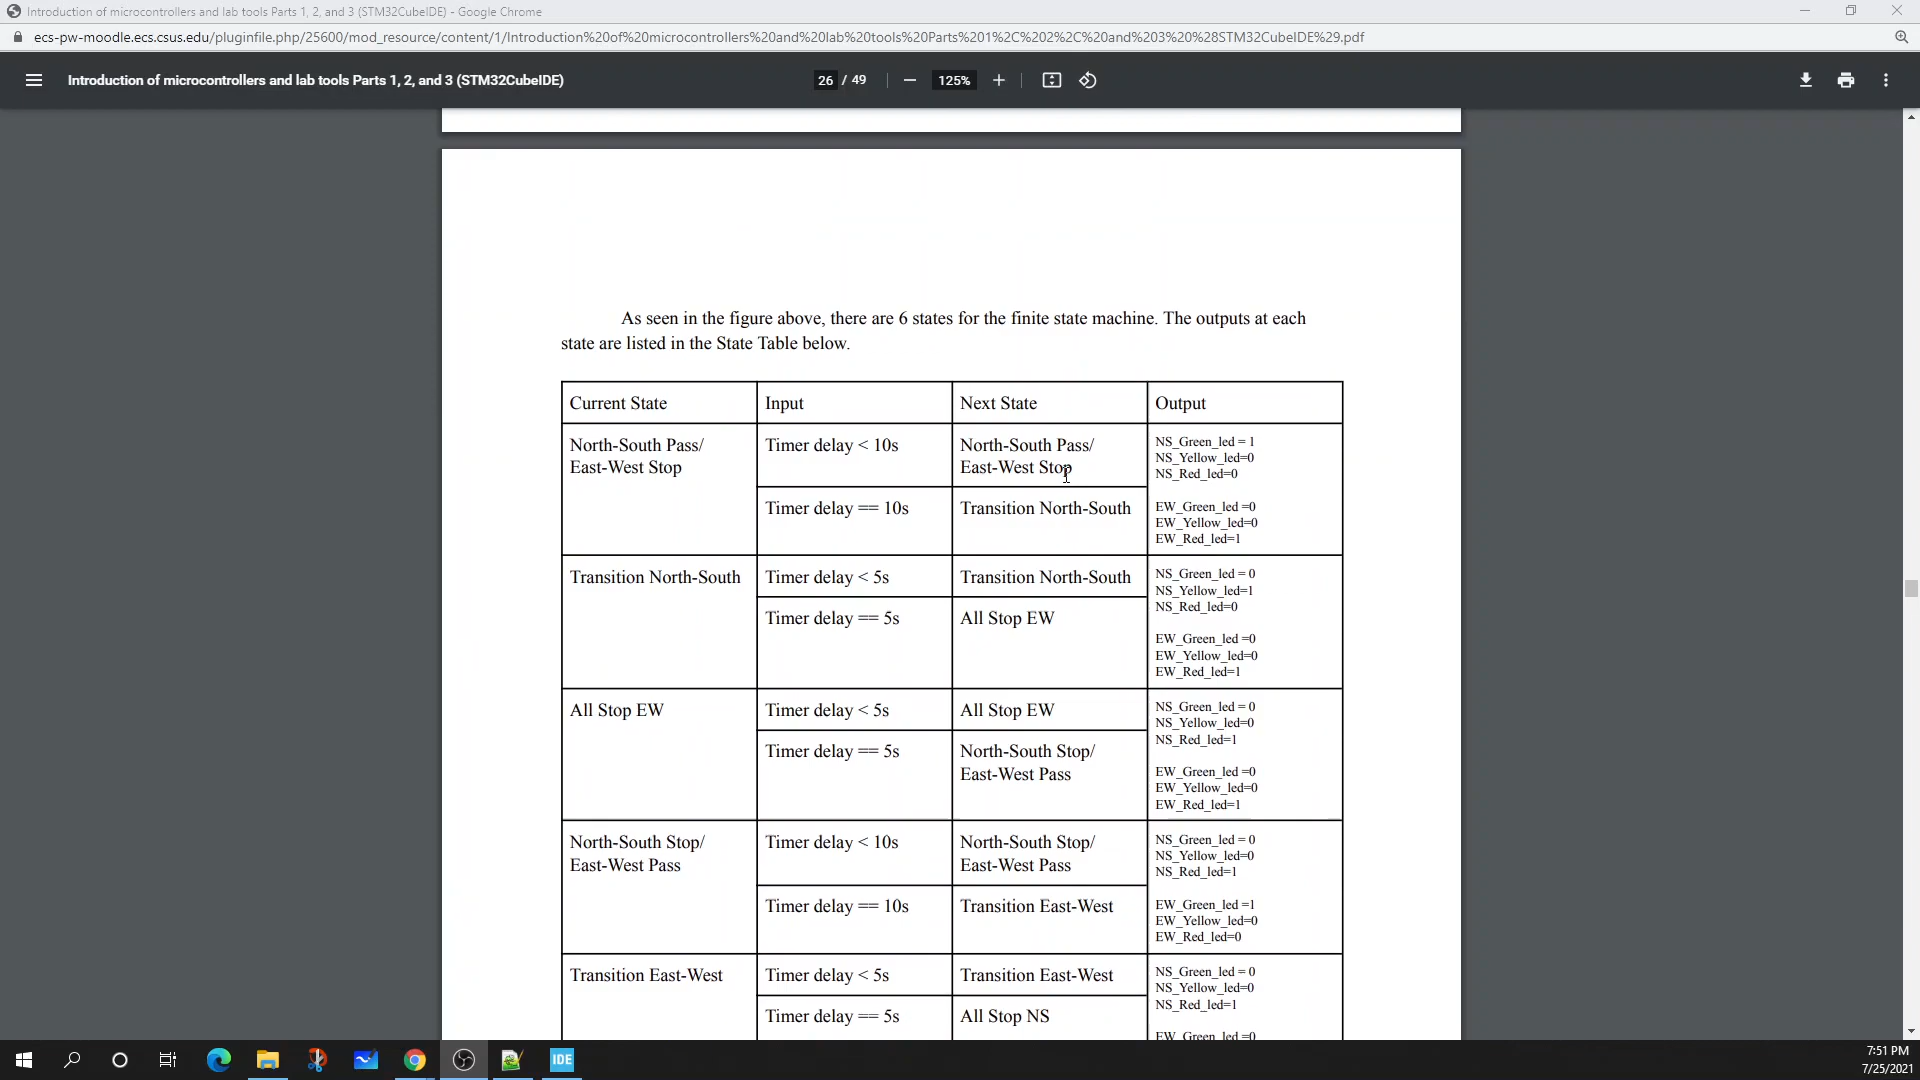 Introduction of microcontrollers and lab tools Parts 1, 2, and 3 (STM32CubeIDE) - Google Chrome
ecs-pw-moodle.ecs.csus.edu/pluginfile.php/25600/mod_resource/content/1/Introduction%20of%20microcontrollers%20and%20lab%20tools%20Parts%201%2C%202%2C%20and%203%20%28STM32CubeIDE%29.pdf
Introduction of microcontrollers and lab tools Parts 1, 2, and 3 (STM32CubeIDE)
26 / 49
125%
As seen in the figure above, there are 6 states for the finite state machine. The outputs at each
state are listed in the State Table below.
Current State
Input
Next State
Output
North-South Pass/
East-West Stop
Timer delay < 10s
North-South Pass/
East-West Stop
Timer delay == 10s
Transition North-South
NS_Green_led = 1
NS_Yellow_led=0
NS_Red_led=0
EW_Green_led =0
EW_Yellow_led=0
EW_Red_led=1
Transition North-South
Timer delay < 5s
Transition North-South
Timer delay == 5s
All Stop EW
NS_Green_led = 0
NS_Yellow_led=1
NS_Red_led=0
EW_Green_led =0
EW_Yellow_led=0
EW_Red_led=1
All Stop EW
Timer delay < 5s
All Stop EW
Timer delay == 5s
North-South Stop/
East-West Pass
NS_Green_led = 0
NS_Yellow_led=0
NS_Red_led=1
EW_Green_led =0
EW_Yellow_led=0
EW_Red_led=1
North-South Stop/
East-West Pass
Timer delay < 10s
North-South Stop/
East-West Pass
Timer delay == 10s
Transition East-West
NS_Green_led = 0
NS_Yellow_led=0
NS_Red_led=1
EW_Green_led =1
EW_Yellow_led=0
EW_Red_led=0
Transition East-West
Timer delay < 5s
Transition East-West
Timer delay == 5s
All Stop NS
NS_Green_led = 0
NS_Yellow_led=0
NS_Red_led=1
EW_Green_led =0
IDE
7:51 PM
7/25/2021